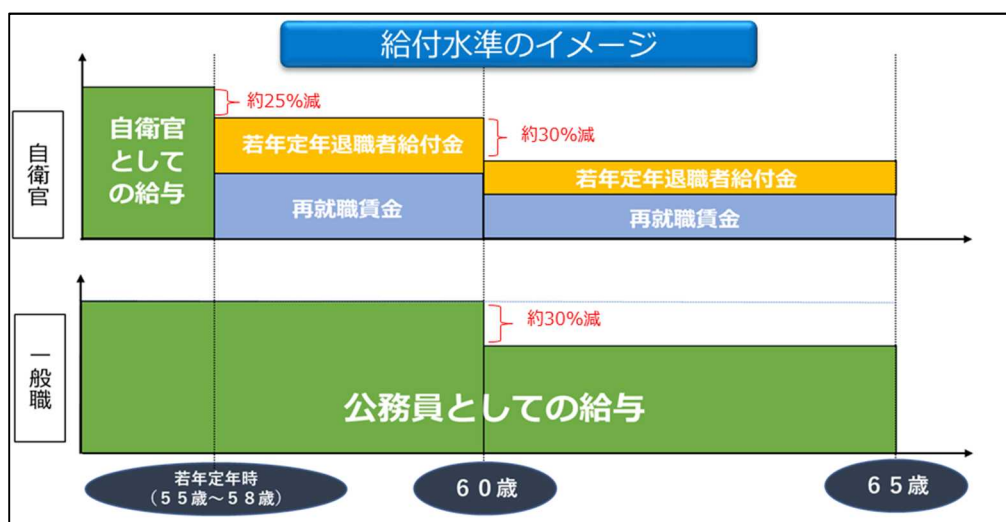 給付水準のイメージ
自衛官
自衛官
として
の給与
約25%減
若年定年退職者給付金
再就職賃金
約30%減
若年定年退職者給付金
再就職賃金
一般職
約30%減
公務員としての給与
若年定年時
（５５歳～５８歳）
６０歳
６５歳